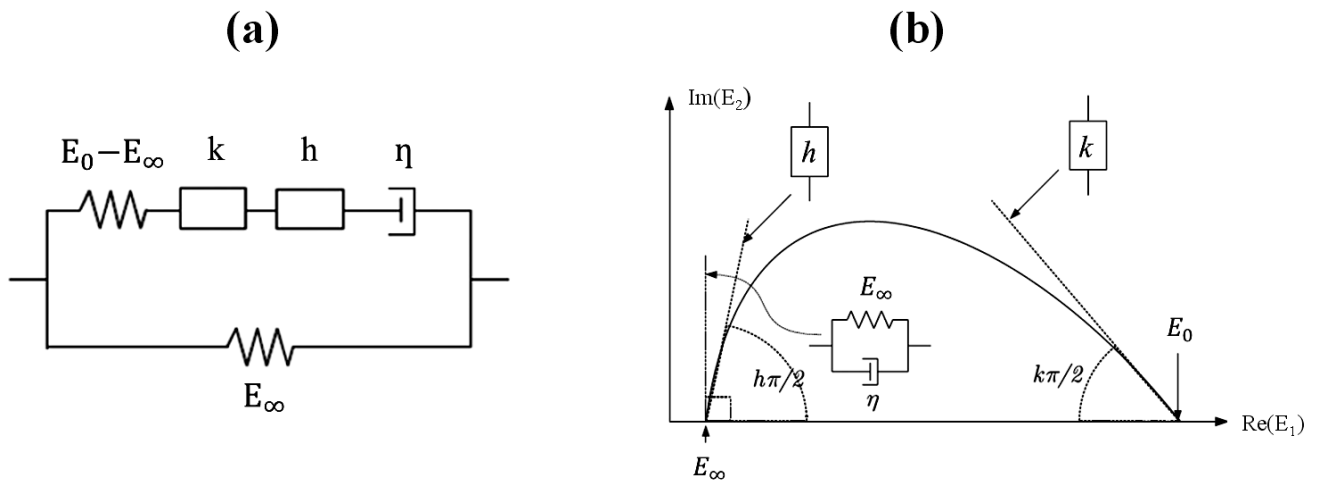 (a)
(b)
E₀−E∞ k h η
E∞
Im(E₂)
h
k
E∞
η
hπ/2
kπ/2
E₀
Re(E₁)
E∞